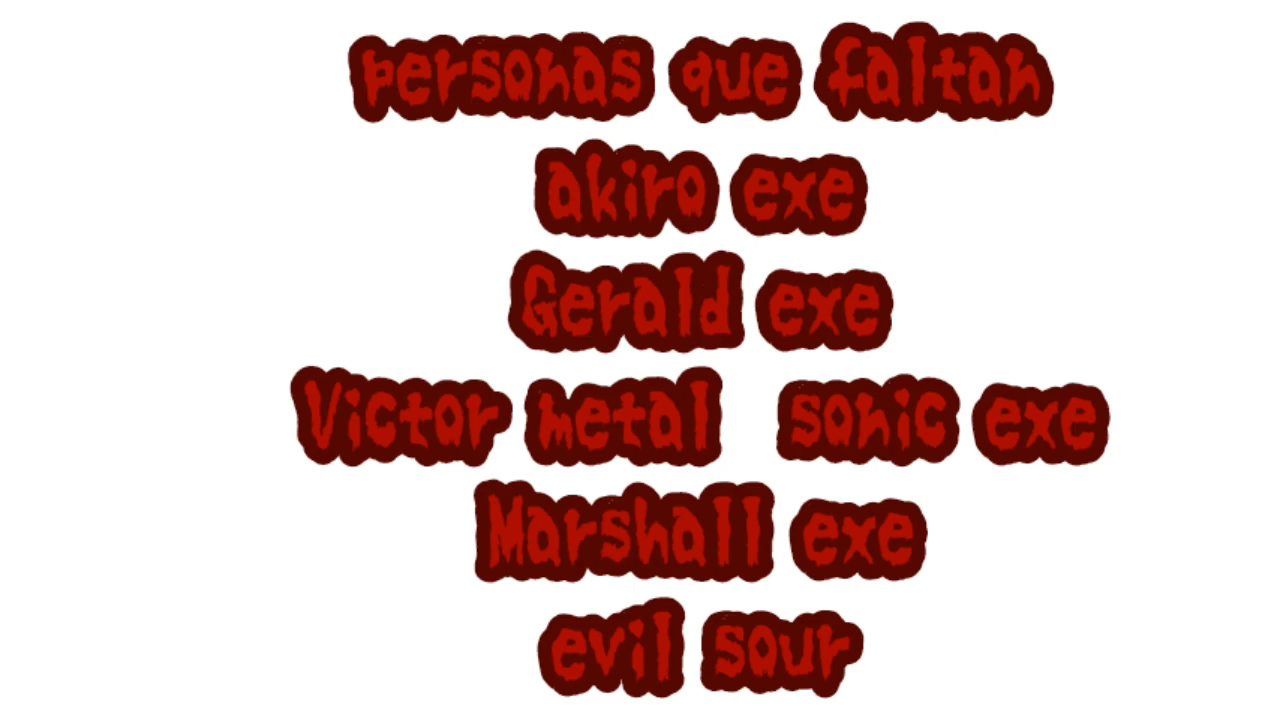 personas que faltan
akiro exe
Gerald exe
Victor metal sonic exe
Marshall exe
evil sour